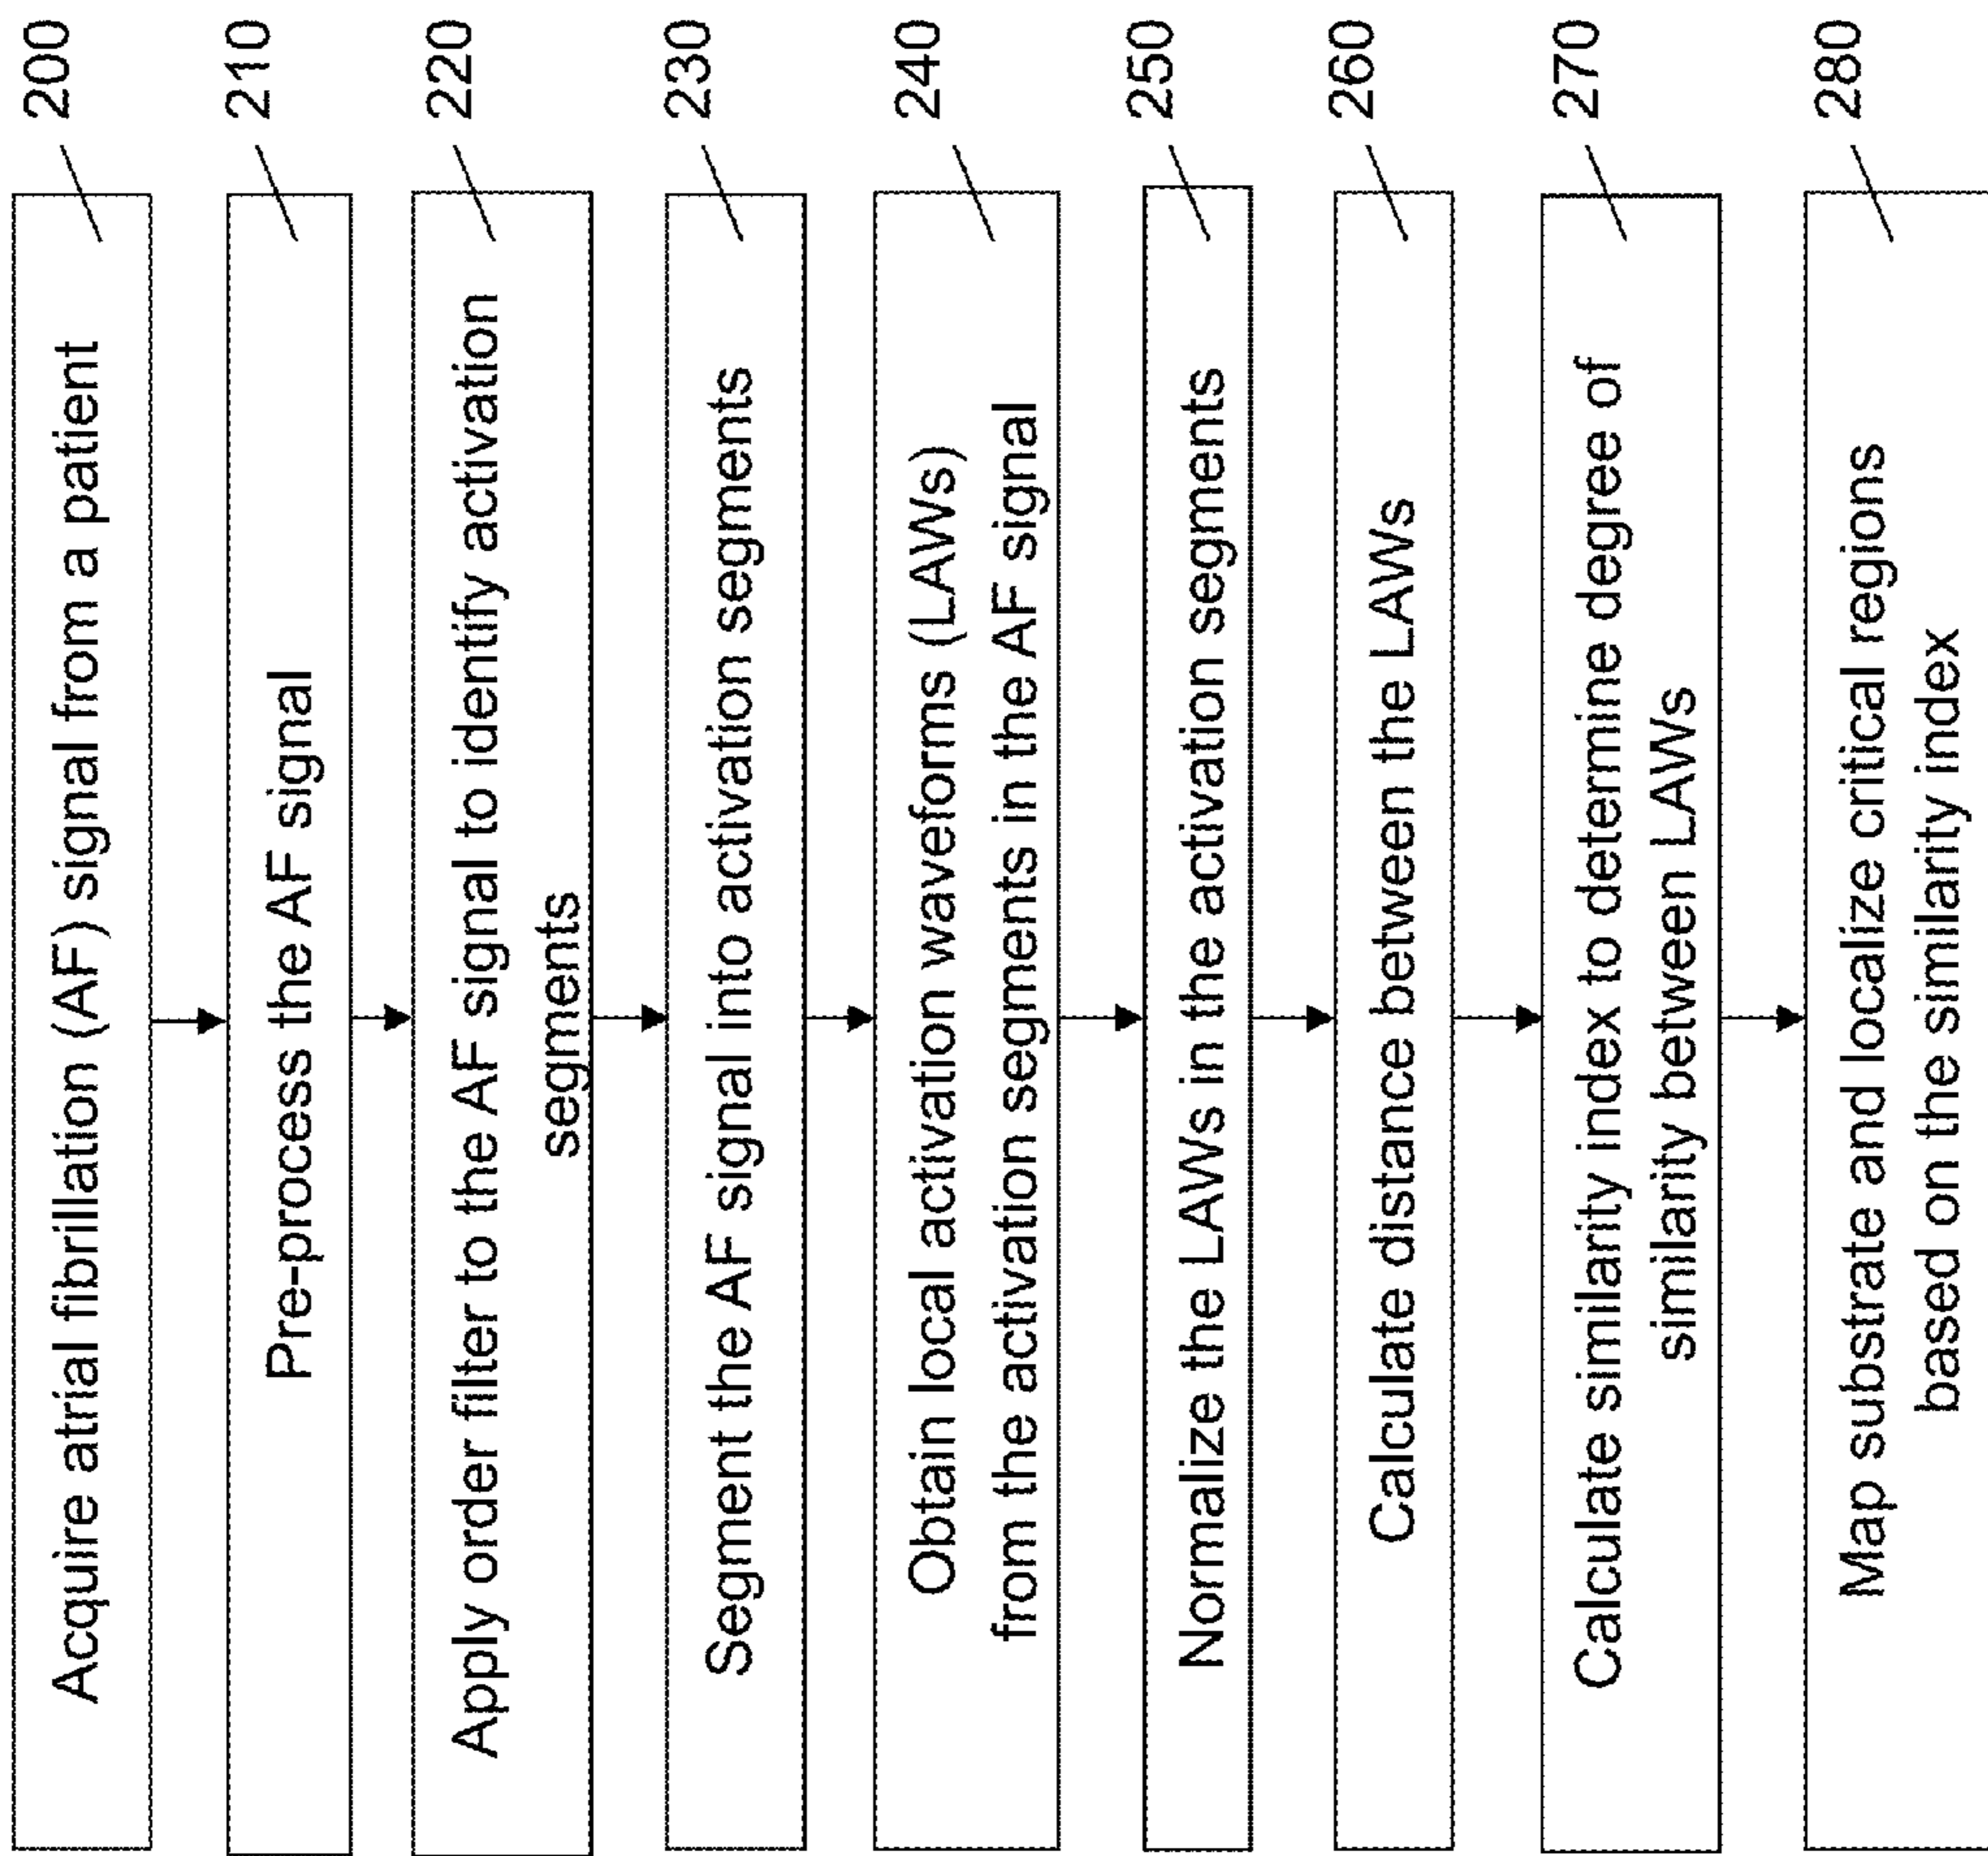 Acquire atrial fibrillation (AF) signal from a patient
200
Pre-process the AF signal
210
Apply order filter to the AF signal to identify activation
segments
220
Segment the AF signal into activation segments
230
Obtain local activation waveforms (LAWs)
from the activation segments in the AF signal
240
Normalize the LAWs in the activation segments
250
Calculate distance between the LAWs
260
Calculate similarity index to determine degree of
similarity between LAWs
270
Map substrate and localize critical regions
based on the similarity index
280